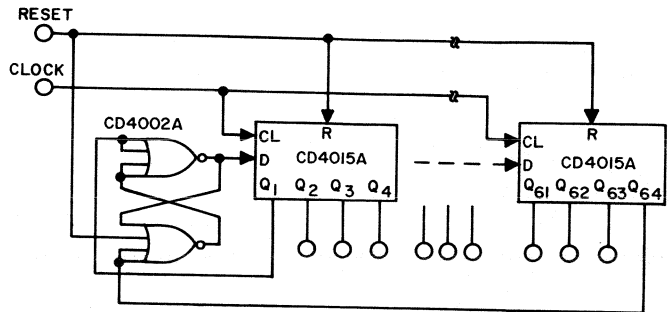 RESET
CLOCK
CD4002A
CL
R
D
CD4015A
Q1 Q2 Q3 Q4
CL
R
D
CD4015A
Q61 Q62 Q63 Q64